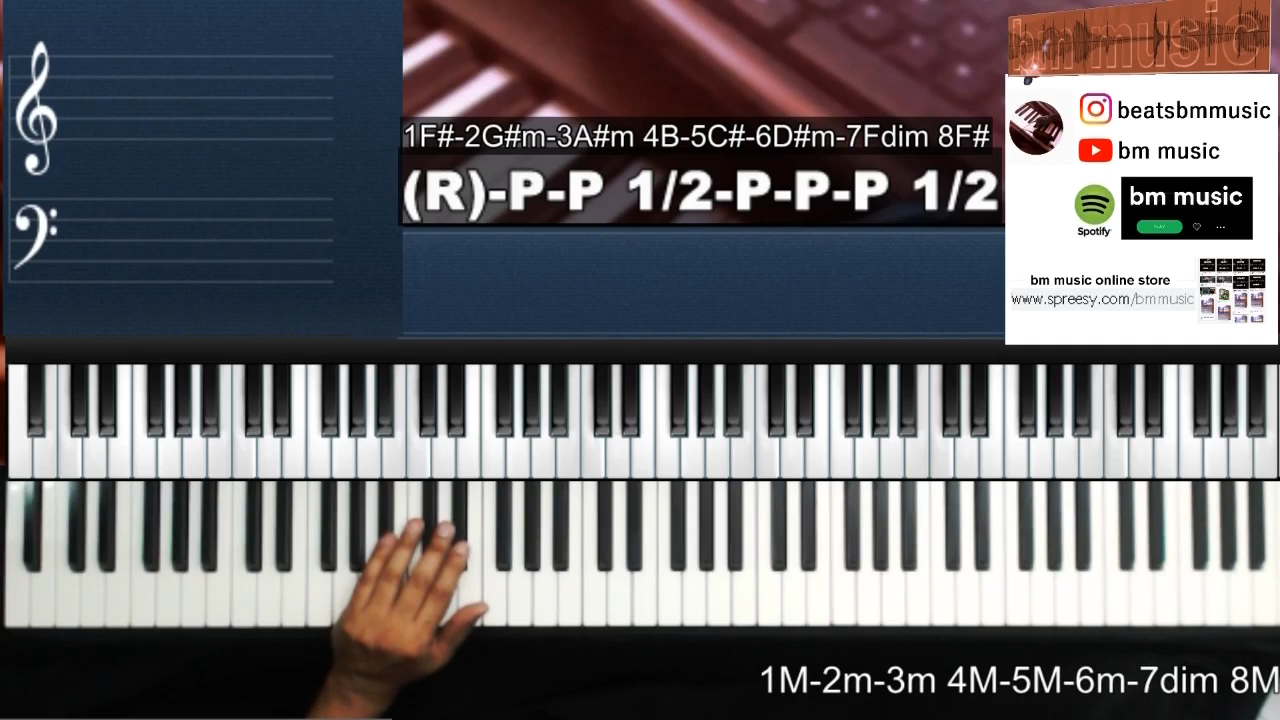 bm music
1F#-2G#m-3A#m 4B-5C#-6D#m-7Fdim 8F#
(R)-P-P 1/2-P-P-P 1/2
beatsbmmusic
bm music
bm music
PLAY
Spotify
bm music online store
www.spreesy.com/bmmusic
1M-2m-3m 4M-5M-6m-7dim 8M